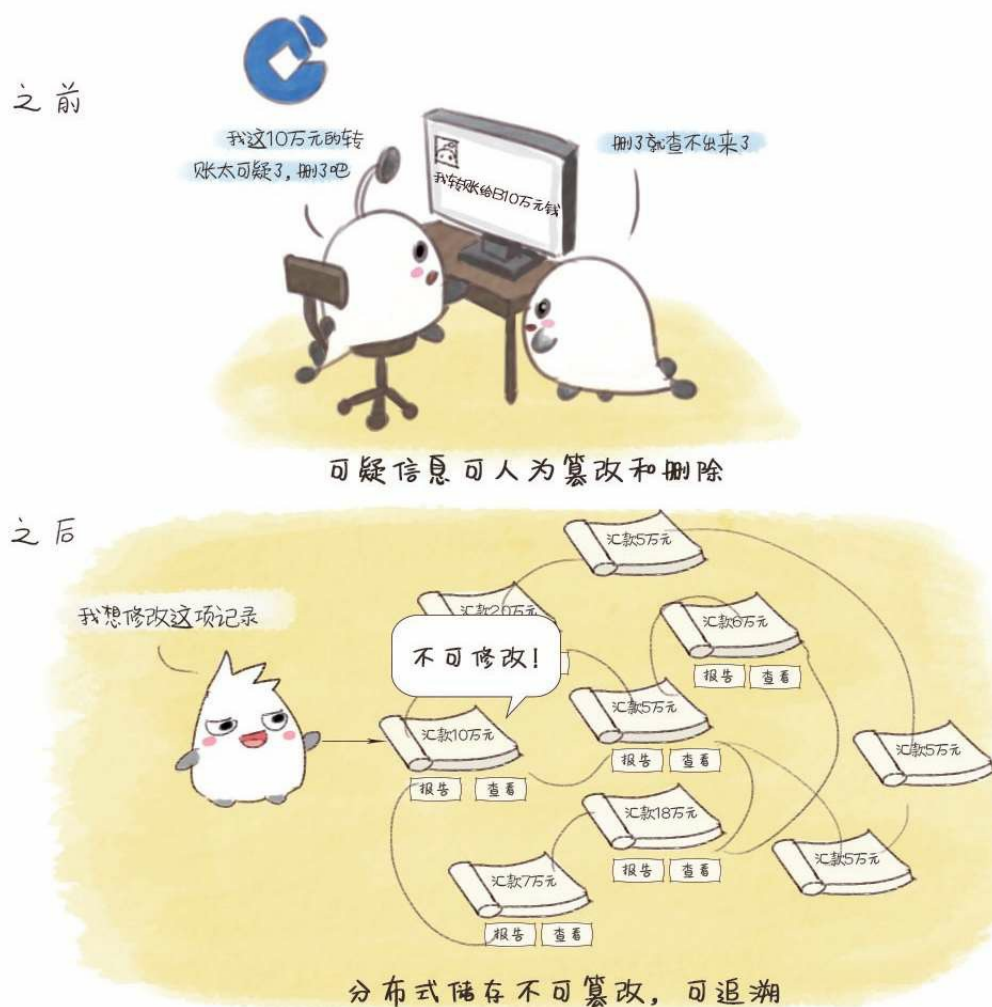 之前
我这10万元的转
账太可疑了,删了吧
删了就查不出来了
我转账给B10万元钱
可疑信息可人为篡改和删除
之后
汇款5万元
我想修改这项记录
汇款20万元
汇款6万元
不可修改!
报告 查看
汇款10万元
汇款5万元
汇款5万元
报告 查看
报告 查看
汇款18万元
汇款5万元
报告 查看
汇款7万元
报告 查看
分布式储存不可篡改,可追溯